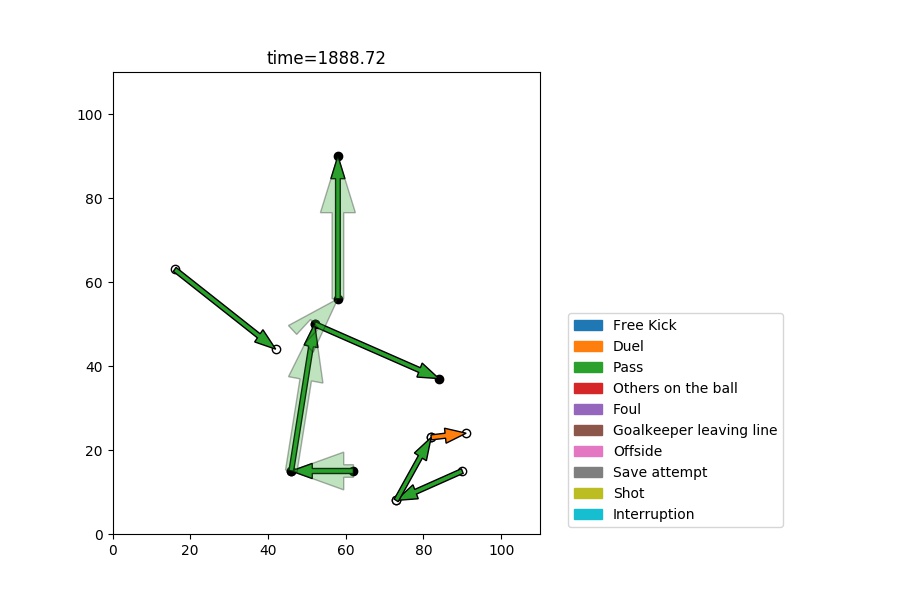 time=1888.72
100
80
60
40
20
0
0 20 40 60 80 100
Free Kick
Duel
Pass
Others on the ball
Foul
Goalkeeper leaving line
Offside
Save attempt
Shot
Interruption